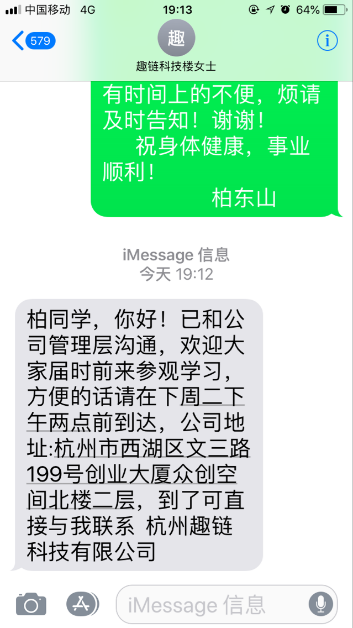 中国移动 4G 19:13 64%
579
趣
趣链科技楼女士
有时间上的不便，烦请
及时告知！谢谢！
祝身体健康，事业
顺利！
柏东山
iMessage 信息
今天 19:12
柏同学，你好！已和公
司管理层沟通，欢迎大
家届时前来参观学习，
方便的话请在下周二下
午两点前到达，公司地
址:杭州市西湖区文三路
199号创业大厦众创空
间北楼二层，到了可直
接与我联系 杭州趣链
科技有限公司
iMessage 信息